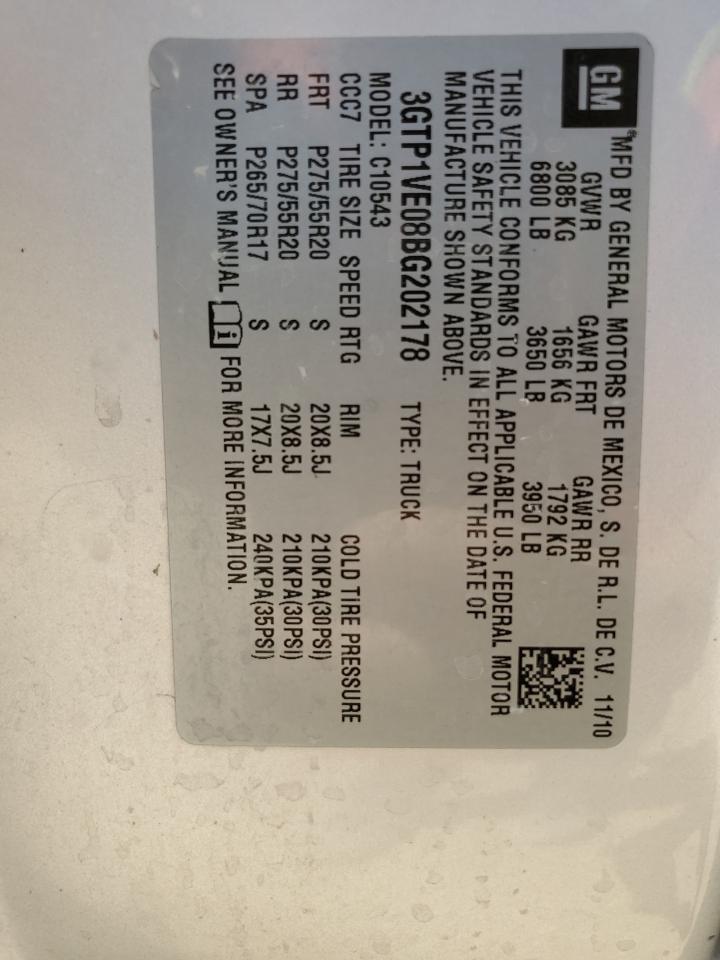 GM
®MFD BY GENERAL MOTORS DE MEXICO, S. DE R.L. DE C.V. 11/10
GVWR GAWR FRT GAWR RR
3085 KG 1656 KG 1792 KG
6800 LB 3650 LB 3950 LB
THIS VEHICLE CONFORMS TO ALL APPLICABLE U.S. FEDERAL MOTOR
VEHICLE SAFETY STANDARDS IN EFFECT ON THE DATE OF
MANUFACTURE SHOWN ABOVE.
3GTP1VE08BG202178 TYPE: TRUCK
MODEL: C10543
CCC7 TIRE SIZE SPEED RTG RIM COLD TIRE PRESSURE
FRT P275/55R20 S 20X8.5J 210KPA(30PSI)
RR P275/55R20 S 20X8.5J 210KPA(30PSI)
SPA P265/70R17 S 17X7.5J 240KPA(35PSI)
SEE OWNER'S MANUAL i FOR MORE INFORMATION.